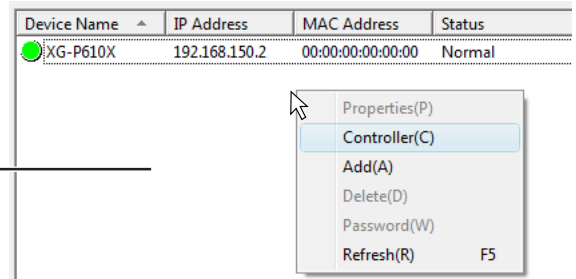 Device Name IP Address MAC Address Status
XG-P610X 192.168.150.2 00:00:00:00:00:00 Normal
Properties(P)
Controller(C)
Add(A)
Delete(D)
Password(W)
Refresh(R) F5